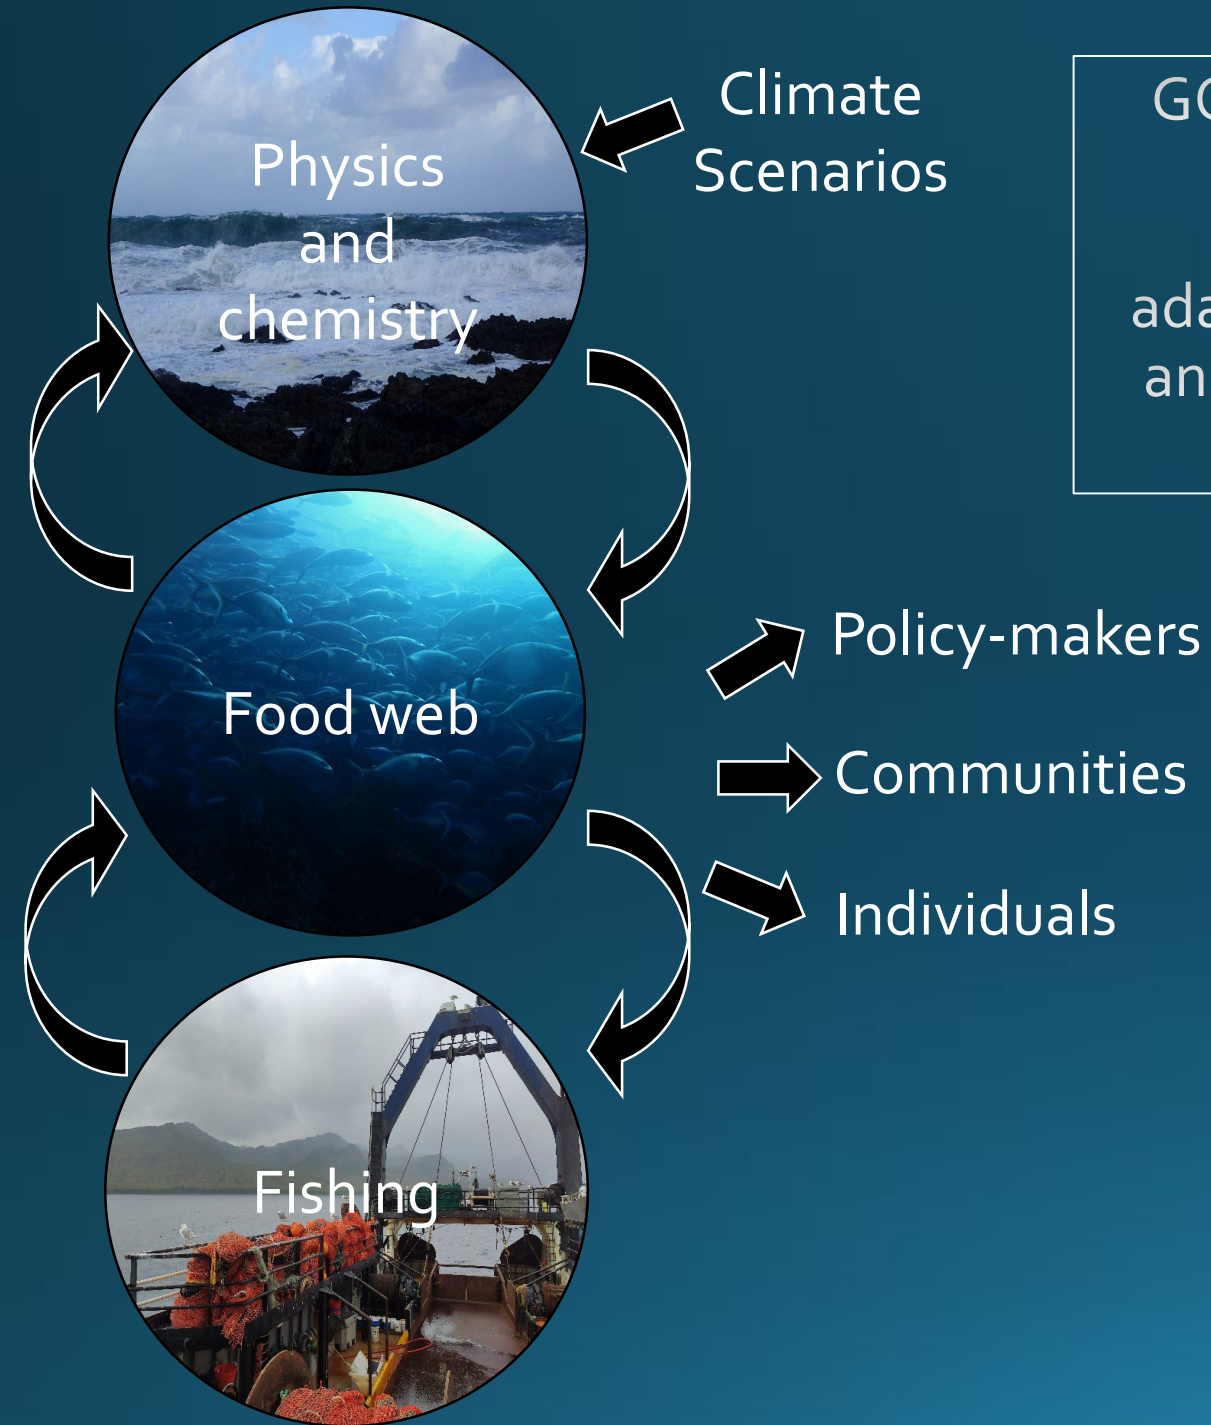 Physics
and
chemistry
Climate
Scenarios
Food web
Policy-makers
Communities
Individuals
Fishing